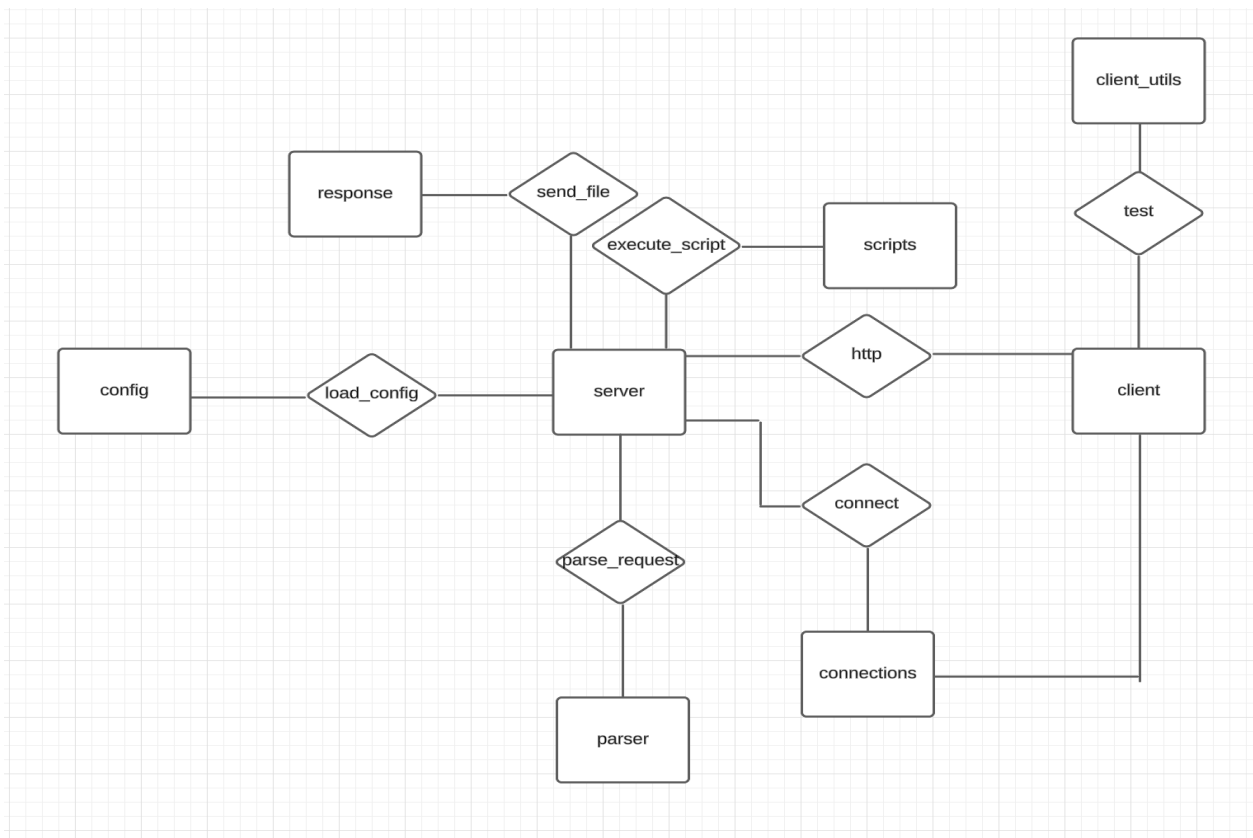 client_utils
response
send_file
test
execute_script
scripts
http
config
load_config
server
client
connect
parse_request
connections
parser